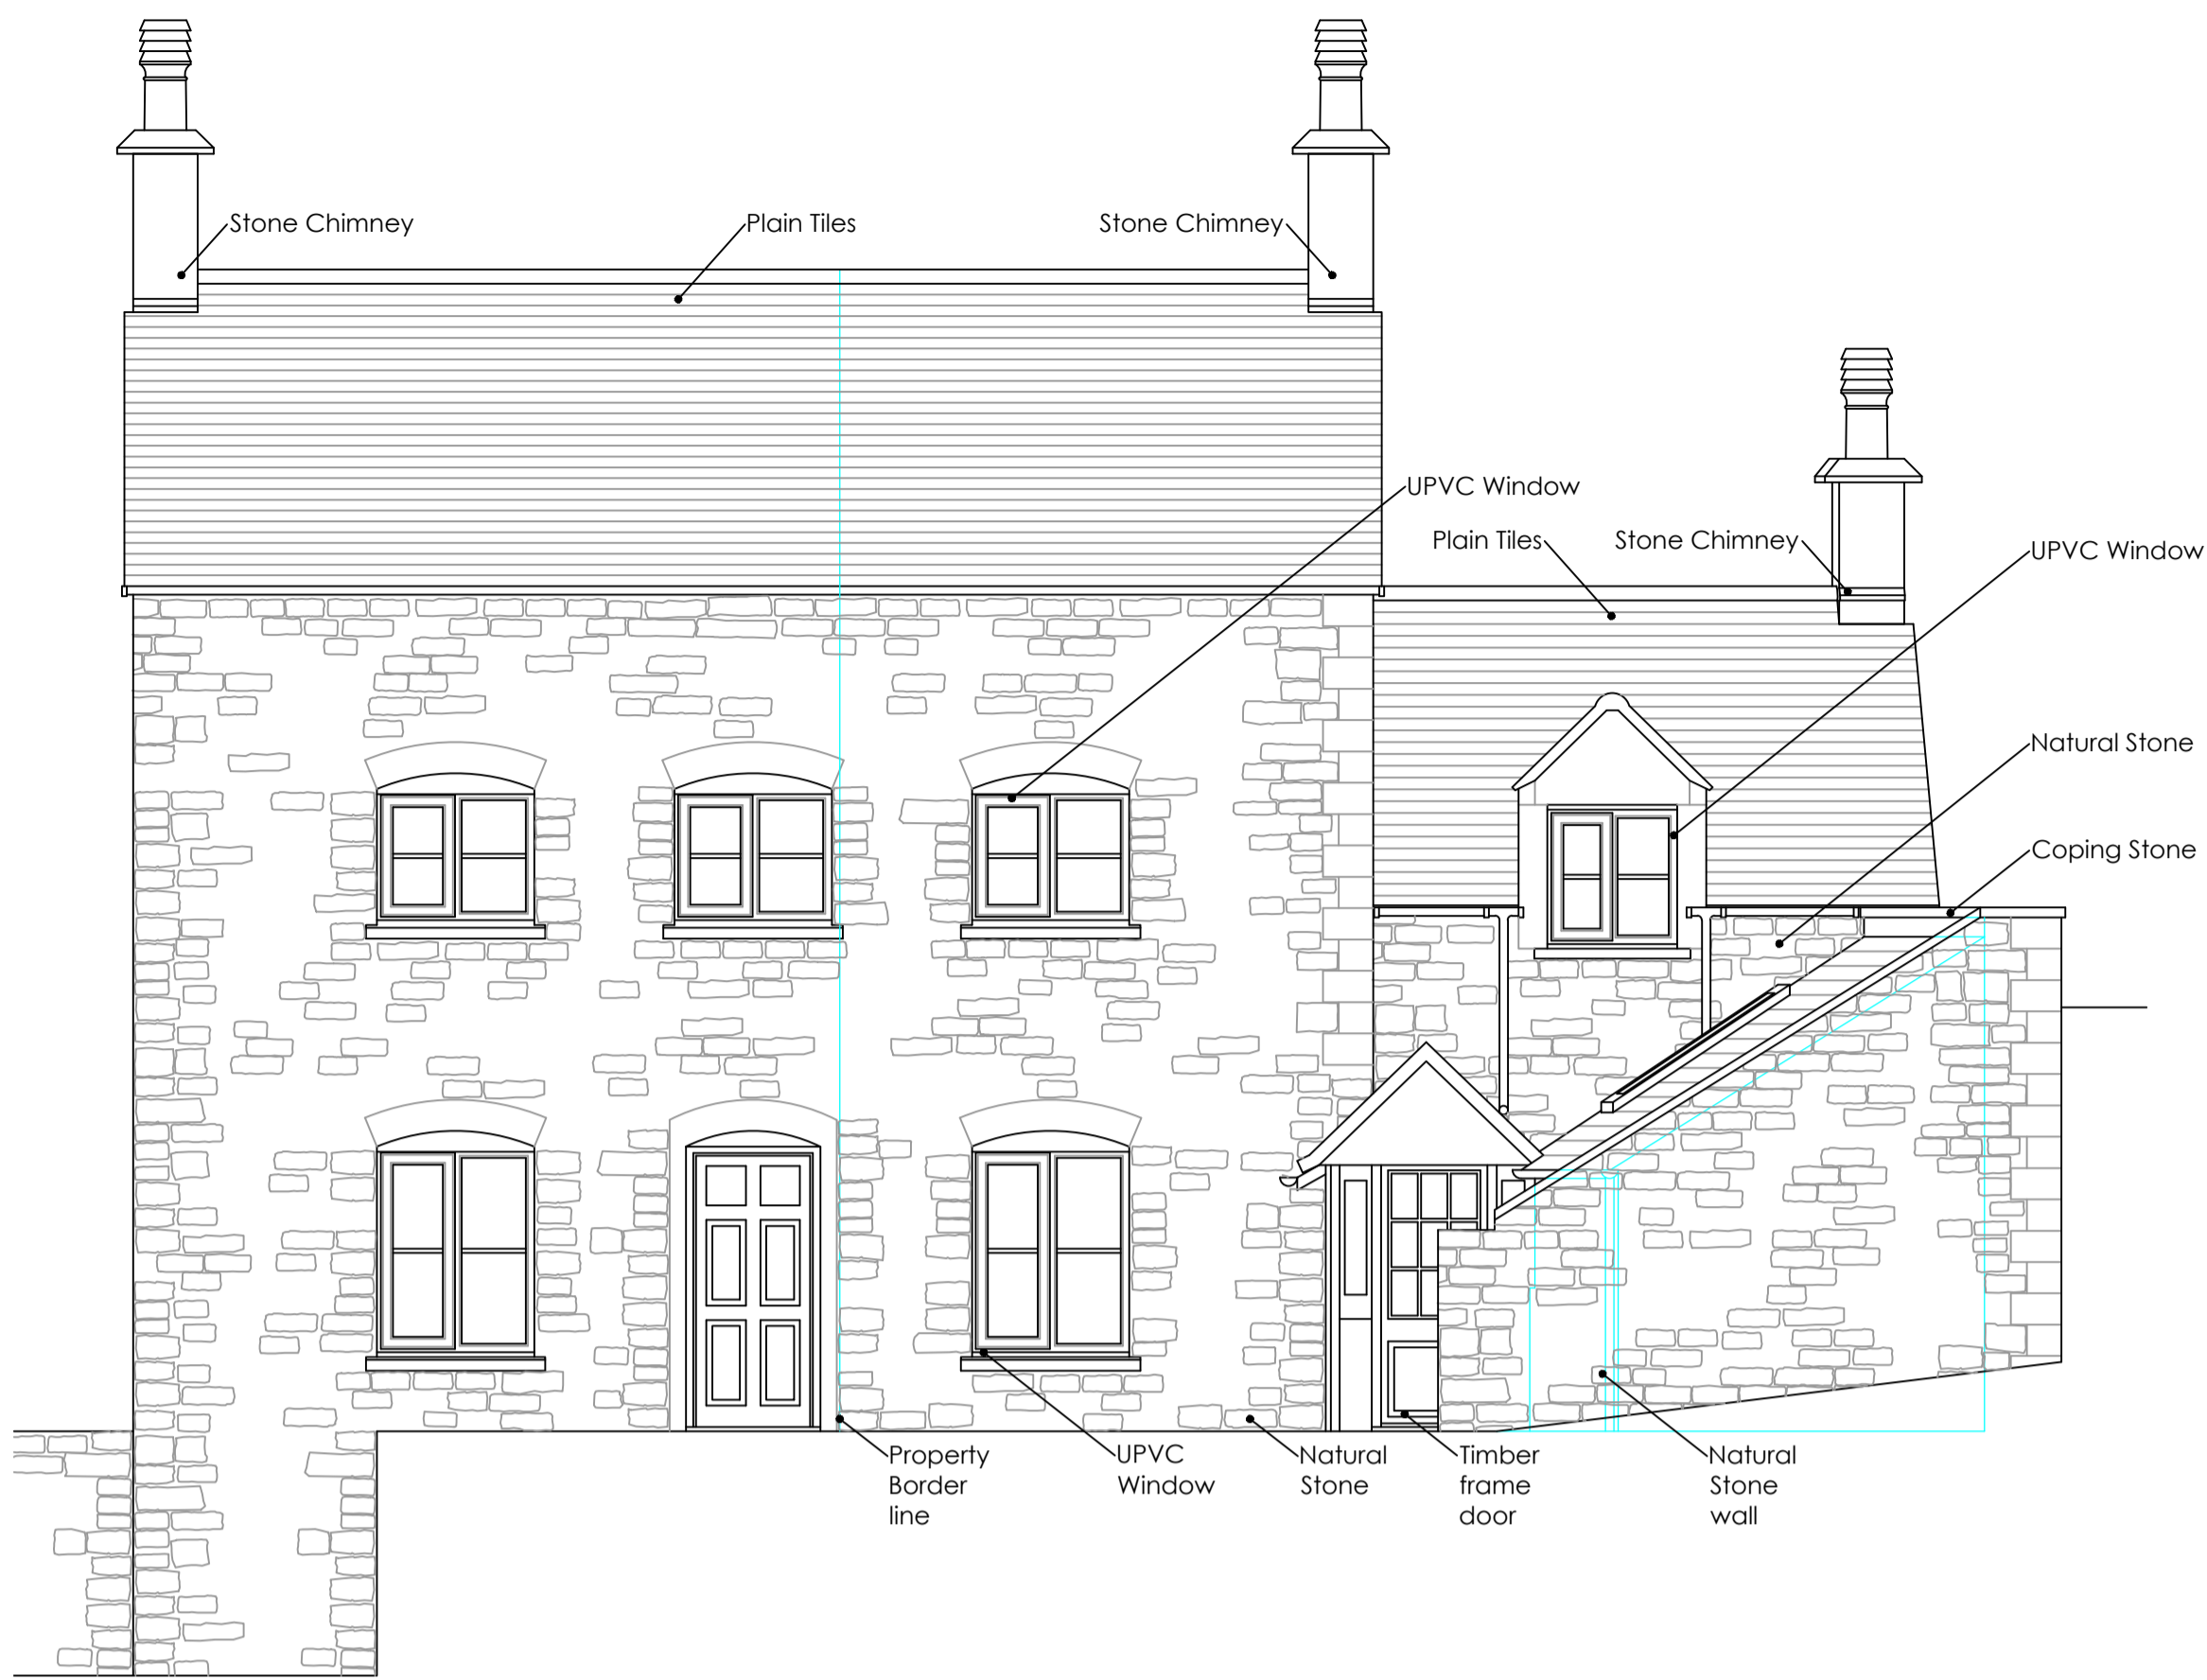 Stone Chimney
Plain Tiles
Stone Chimney
UPVC Window
Plain Tiles
Stone Chimney
UPVC Window
Natural Stone
Coping Stone
Property
Border
line
UPVC
Window
Natural
Stone
Timber
frame
door
Natural
Stone
wall